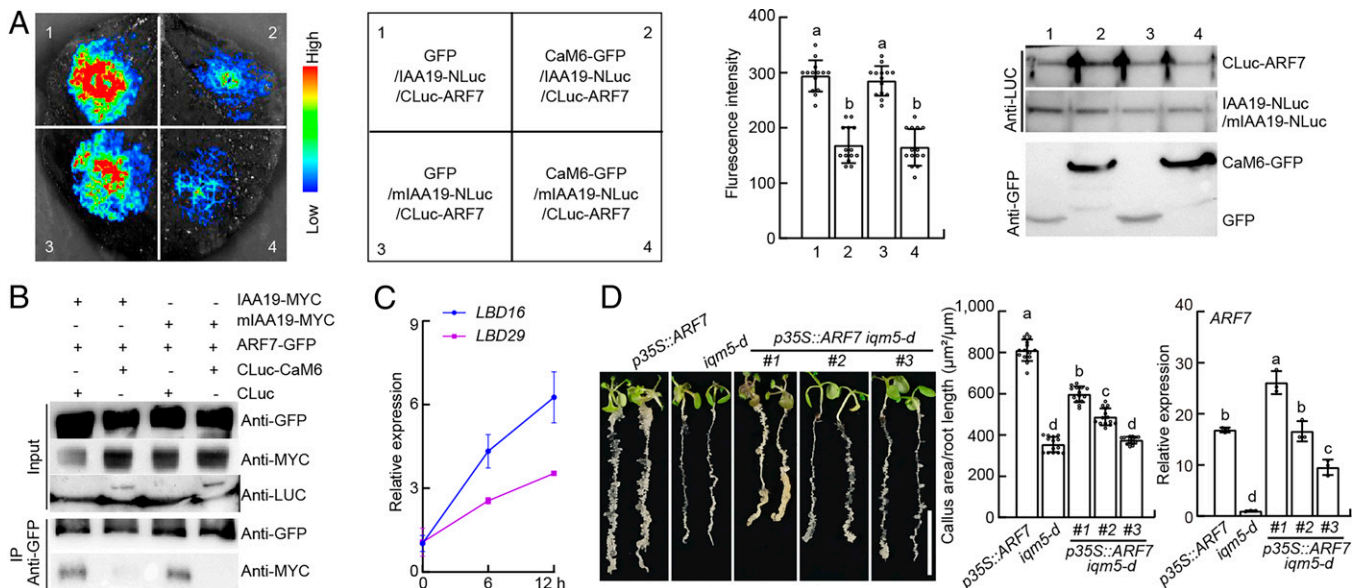 A
1
2
3
4
High
Low
1
GFP
/IAA19-NLuc
/CLuc-ARF7
2
CaM6-GFP
/IAA19-NLuc
/CLuc-ARF7
GFP
/mIAA19-NLuc
/CLuc-ARF7
3
CaM6-GFP
/mIAA19-NLuc
/CLuc-ARF7
4
Flurescence intensity
400
300
200
100
0
a
b
a
b
1 2 3 4
1 2 3 4
Anti-LUC
CLuc-ARF7
IAA19-NLuc
/mIAA19-NLuc
Anti-GFP
CaM6-GFP
GFP
B
+ + - - IAA19-MYC
- - + + mIAA19-MYC
+ + + + ARF7-GFP
- + - + CLuc-CaM6
+ - + - CLuc
Input
Anti-GFP
Anti-MYC
Anti-LUC
IP
Anti-GFP
Anti-GFP
Anti-MYC
C
Relative expression
9
6
3
0
LBD16
LBD29
0 6 12 h
D
p35S::ARF7
iqm5-d
p35S::ARF7 iqm5-d
#1 #2 #3
Callus area/root length (μm²/μm)
1,000
800
600
400
200
0
a
d
b
c
d
p35S::ARF7
iqm5-d
#1 #2 #3
p35S::ARF7
iqm5-d
Relative expression
40
30
20
10
0
ARF7
b
d
a
b
c
p35S::ARF7
iqm5-d
#1 #2 #3
p35S::ARF7
iqm5-d